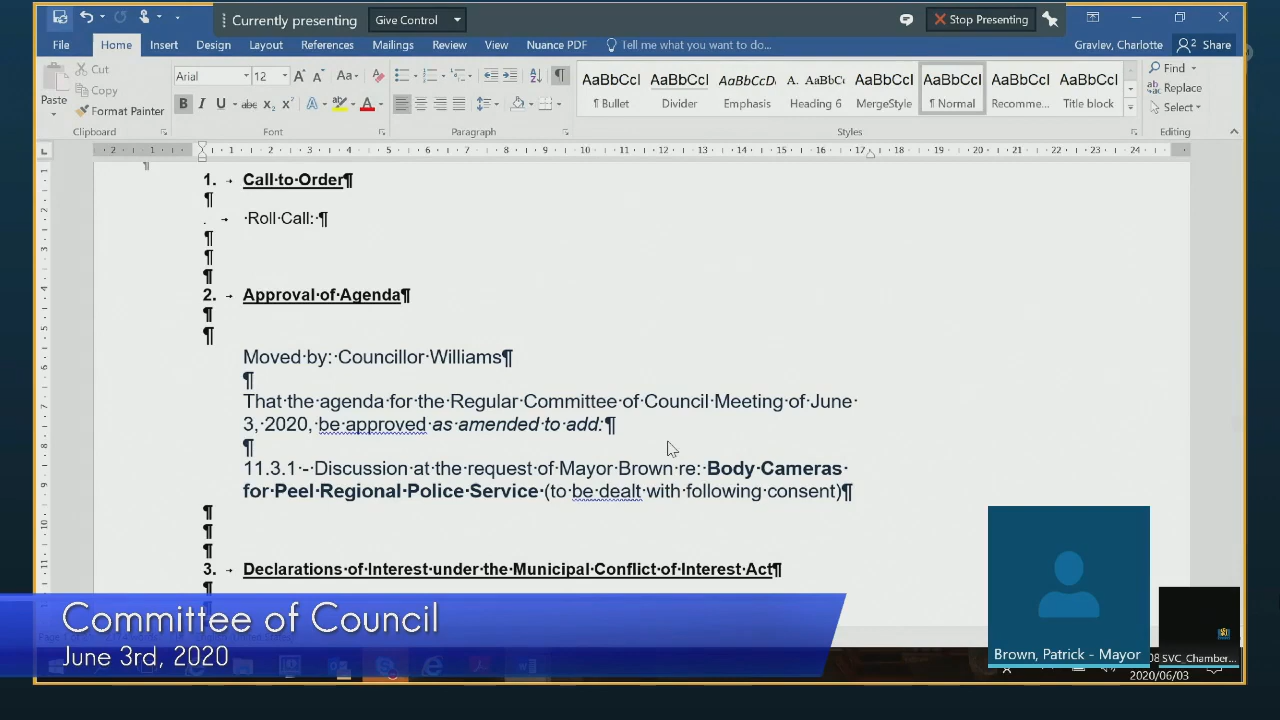 Currently presenting
Give Control
Stop Presenting
File Home Insert Design Layout References Mailings Review View Nuance PDF Tell me what you want to do...
Gravlev, Charlotte Share
Paste
Cut
Copy
Format Painter
Clipboard
Arial 12
B I U abc
Font
Paragraph
AaBbCcI AaBbCcI AaBbCcD A. AaBbCc AaBbCcI AaBbCcI AaBbCcI AaBbCcI
¶ Bullet Divider Emphasis Heading 6 MergeStyle ¶ Normal Recomme... Title block
Styles
Find
Replace
Select
Editing
1. Call·to·Order¶
·Roll·Call:·¶
2. Approval·of·Agenda¶
Moved·by:·Councillor·Williams¶
That·the·agenda·for·the·Regular·Committee·of·Council·Meeting·of·June·
3,·2020,·be·approved·as·amended·to·add:¶
11.3.1·-·Discussion·at·the·request·of·Mayor·Brown·re:·Body·Cameras·
for·Peel·Regional·Police·Service·(to·be·dealt·with·following·consent)¶
3. Declarations·of·Interest·under·the·Municipal·Conflict·of·Interest·Act¶
Committee of Council
June 3rd, 2020
Brown, Patrick - Mayor
SVC_Chamber...
2020/06/03